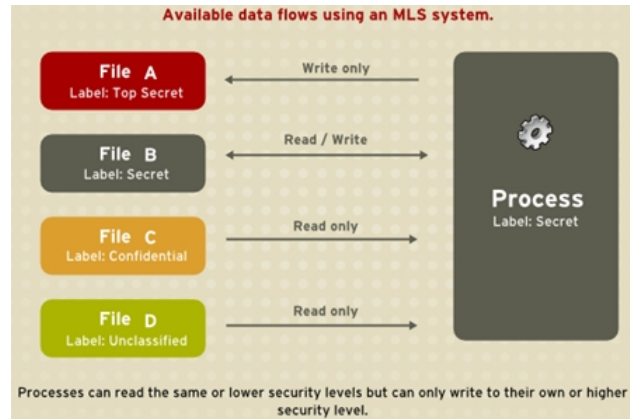 Available data flows using an MLS system.
File A
Label: Top Secret
Write only
File B
Label: Secret
Read / Write
Process
Label: Secret
File C
Label: Confidential
Read only
File D
Label: Unclassified
Read only
Processes can read the same or lower security levels but can only write to their own or higher
security level.